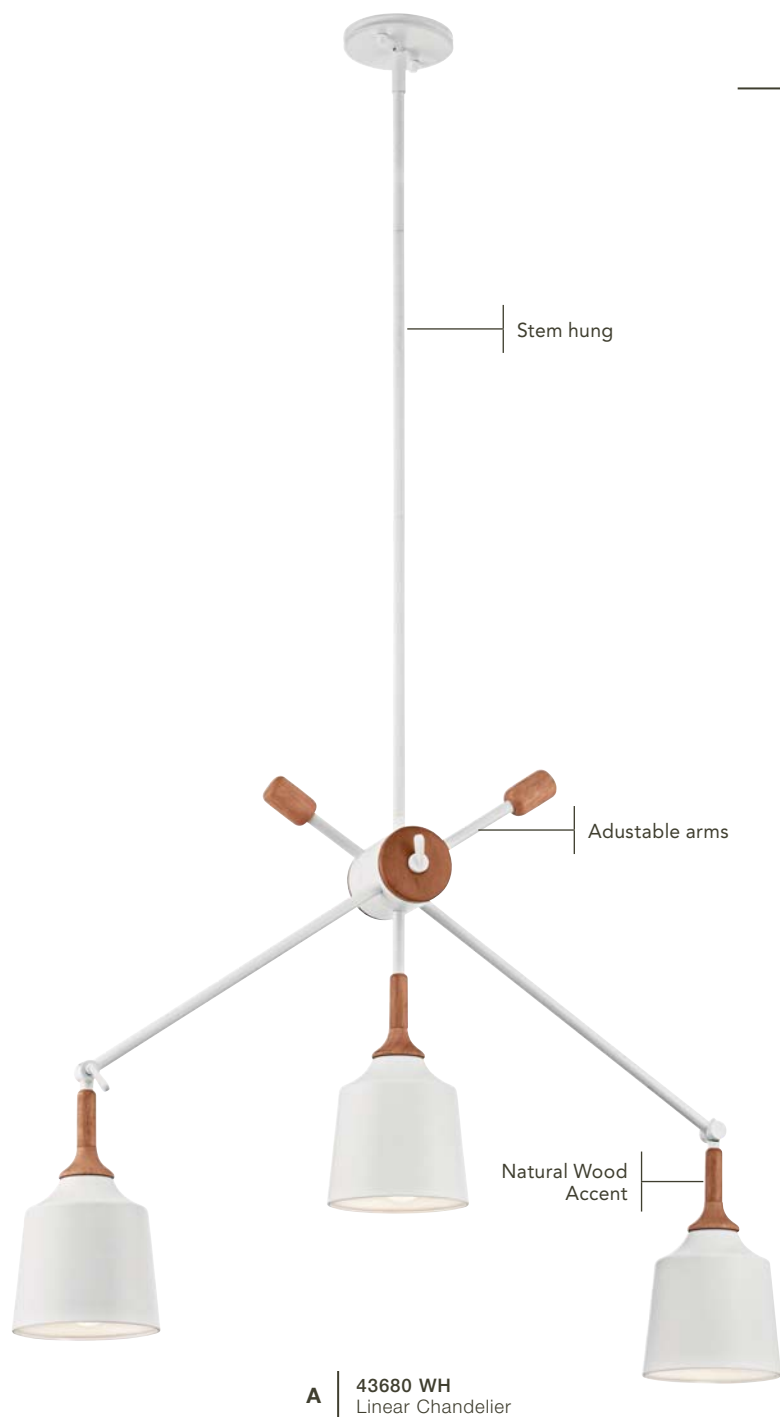 Stem hung
Adustable arms
Natural Wood
Accent
A
43680 WH
Linear Chandelier